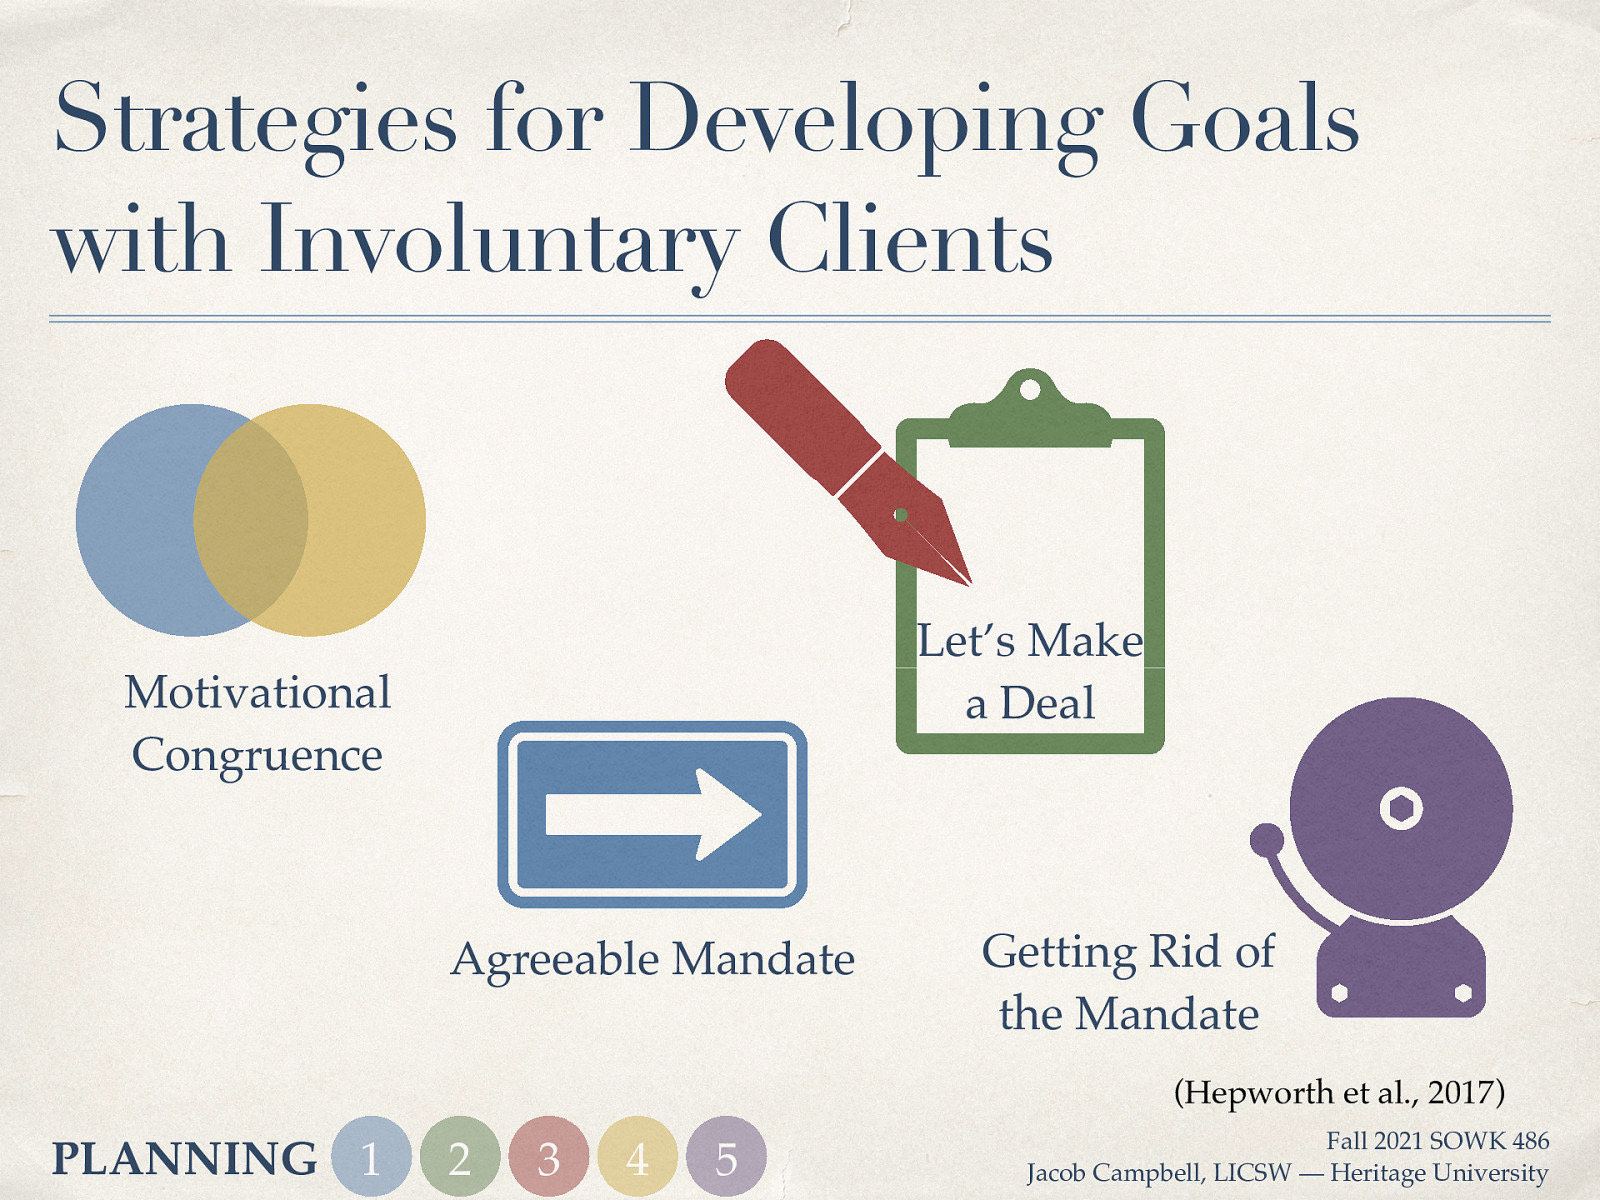 Strategies for Developing Goals
with Involuntary Clients
Motivational
Congruence
Agreeable Mandate
Let’s Make
a Deal
Getting Rid of
the Mandate
(Hepworth et al., 2017)
PLANNING 1 2 3 4 5
Fall 2021 SOWK 486
Jacob Campbell, LICSW — Heritage University